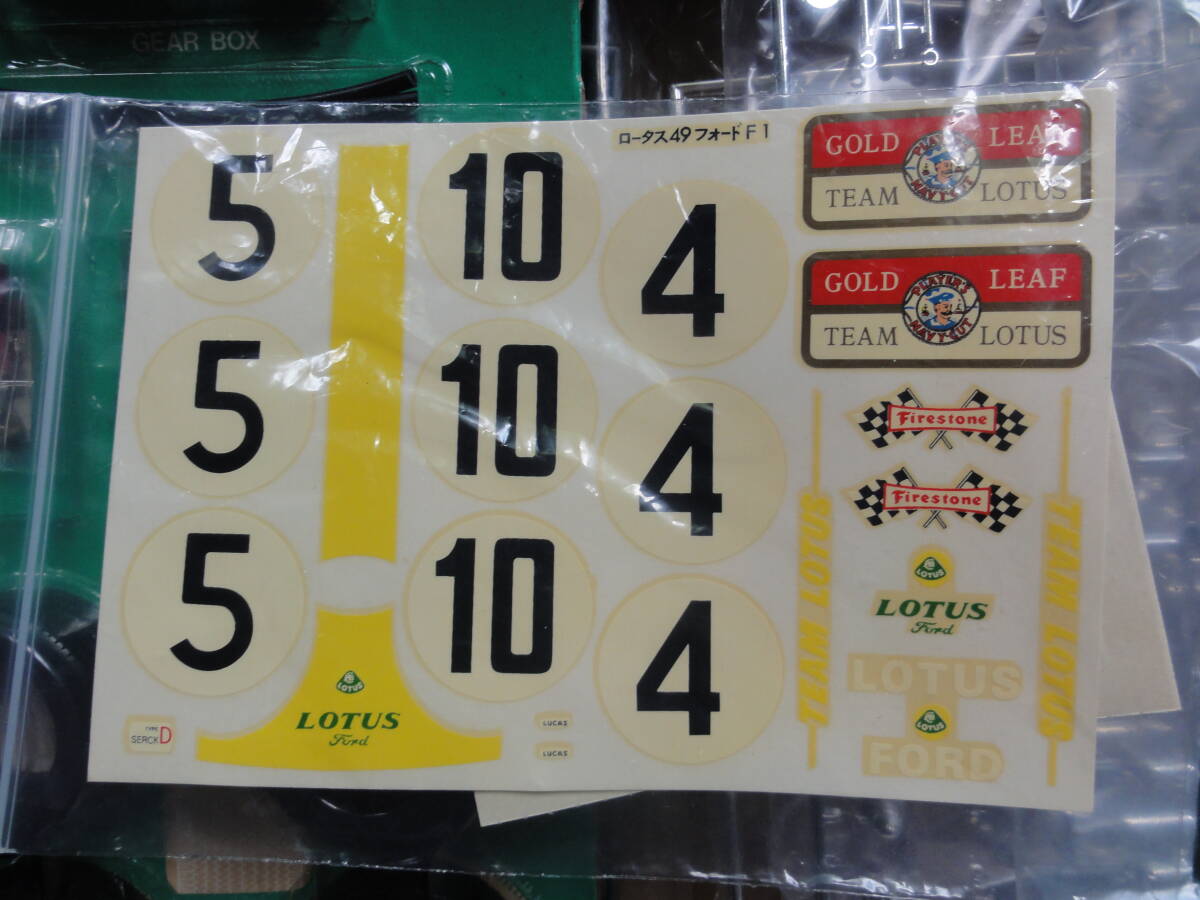 GEAR BOX
ロータス49フォードF1
5
10
4
GOLD LEAF
PLAYER'S
NAVY CUT
TEAM LOTUS
5
10
4
GOLD LEAF
PLAYER'S
NAVY CUT
TEAM LOTUS
5
10
4
Firestone
Firestone
TEAM LOTUS
TEAM LOTUS
LOTUS
LOTUS
Ford
LOTUS
LOTUS
FORD
LOTUS
LOTUS
Ford
TYPE
SERCK D
LUCAS
LUCAS